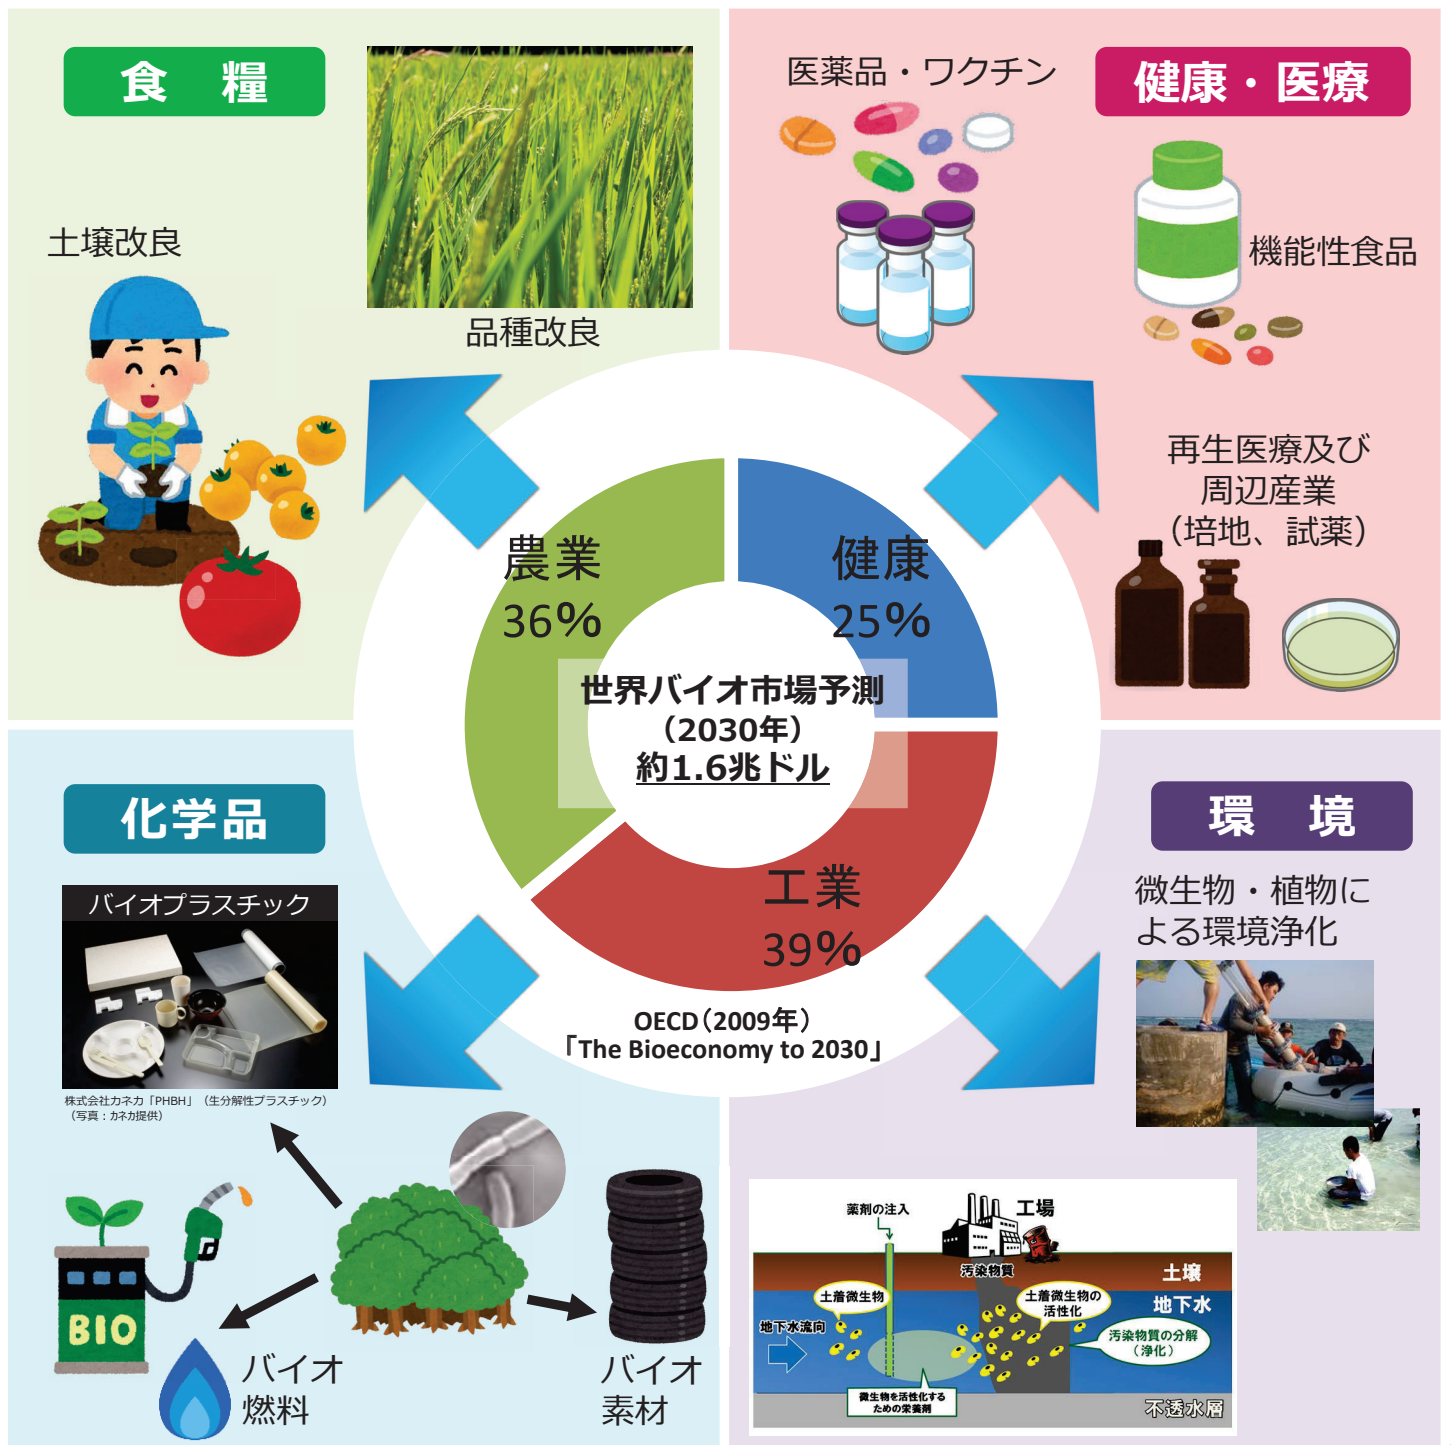 食　糧
土壌改良
品種改良
医薬品・ワクチン
健康・医療
機能性食品
再生医療及び
周辺産業
（培地、試薬）
農業
36%
健康
25%
世界バイオ市場予測
（2030年）
約1.6兆ドル
工業
39%
OECD（2009年）
「The Bioeconomy to 2030」
化学品
バイオプラスチック
株式会社カネカ「PHBH」（生分解性プラスチック）
（写真：カネカ提供）
BIO
バイオ
燃料
バイオ
素材
環　境
微生物・植物に
よる環境浄化
薬剤の注入
工場
汚染物質
土壌
土着微生物
土着微生物の
活性化
地下水
地下水流向
汚染物質の分解
（浄化）
微生物を活性化する
ための栄養剤
不透水層